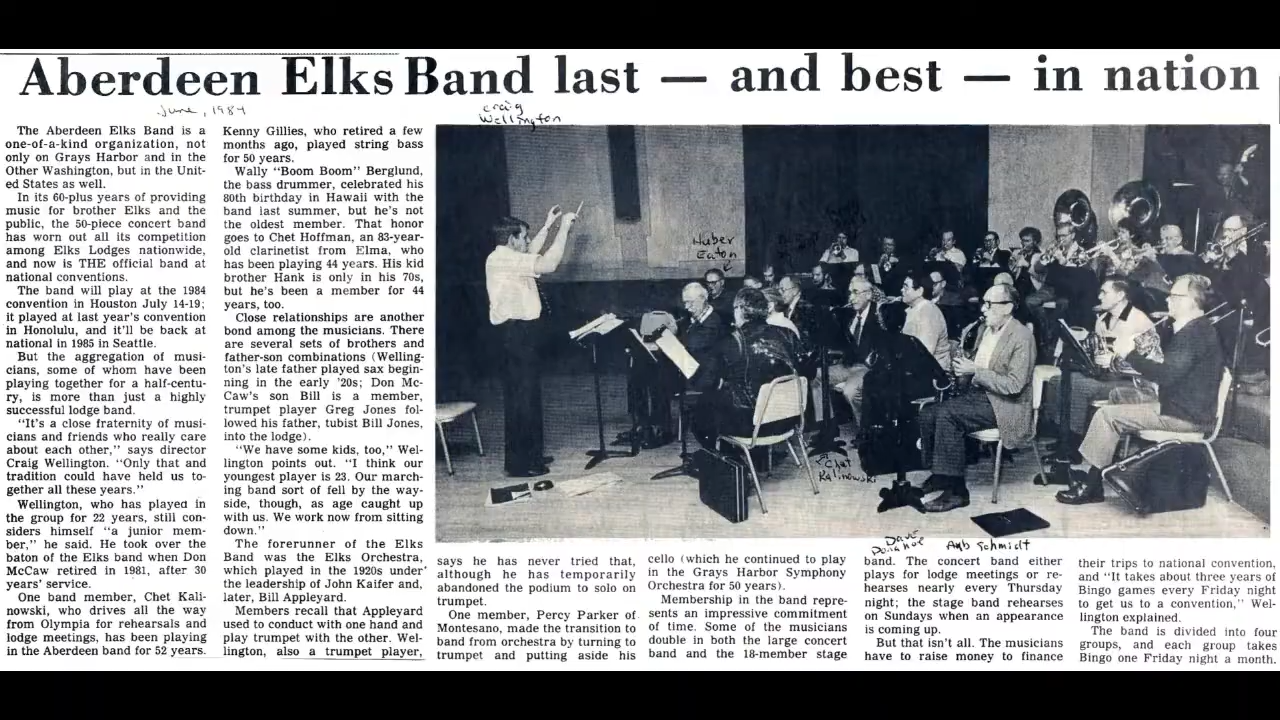 Aberdeen Elks Band last — and best — in nation
June, 1984
Craig
Wellington
The Aberdeen Elks Band is a
one-of-a-kind organization, not
only on Grays Harbor and in the
Other Washington, but in the Unit-
ed States as well.
In its 60-plus years of providing
music for brother Elks and the
public, the 50-piece concert band
has worn out all its competition
among Elks Lodges nationwide,
and now is THE official band at
national conventions.
The band will play at the 1984
convention in Houston July 14-19;
it played at last year's convention
in Honolulu, and it'll be back at
national in 1985 in Seattle.
But the aggregation of musi-
cians, some of whom have been
playing together for a half-centu-
ry, is more than just a highly
successful lodge band.
"It's a close fraternity of musi-
cians and friends who really care
about each other," says director
Craig Wellington. "Only that and
tradition could have held us to-
gether all these years."
Wellington, who has played in
the group for 22 years, still con-
siders himself "a junior mem-
ber," he said. He took over the
baton of the Elks band when Don
McCaw retired in 1981, after 30
years' service.
One band member, Chet Kali-
nowski, who drives all the way
from Olympia for rehearsals and
lodge meetings, has been playing
in the Aberdeen band for 52 years.
Kenny Gillies, who retired a few
months ago, played string bass
for 50 years.
Wally "Boom Boom" Berglund,
the bass drummer, celebrated his
80th birthday in Hawaii with the
band last summer, but he's not
the oldest member. That honor
goes to Chet Hoffman, an 83-year-
old clarinetist from Elma, who
has been playing 44 years. His kid
brother Hank is only in his 70s,
but he's been a member for 44
years, too.
Close relationships are another
bond among the musicians. There
are several sets of brothers and
father-son combinations (Welling-
ton's late father played sax begin-
ning in the early '20s; Don Mc-
Caw's son Bill is a member,
trumpet player Greg Jones fol-
lowed his father, tubist Bill Jones,
into the lodge).
"We have some kids, too," Wel-
lington points out. "I think our
youngest player is 23. Our march-
ing band sort of fell by the way-
side, though, as age caught up
with us. We work now from sitting
down."
The forerunner of the Elks
Band was the Elks Orchestra,
which played in the 1920s under
the leadership of John Kaifer and,
later, Bill Appleyard.
Members recall that Appleyard
used to conduct with one hand and
play trumpet with the other. Wel-
lington, also a trumpet player,
Huber
Eaton
Chet
Kalinowski
Dave
Donahoe
Aub Schmidt
says he has never tried that,
although he has temporarily
abandoned the podium to solo on
trumpet.
One member, Percy Parker of
Montesano, made the transition to
band from orchestra by turning to
trumpet and putting aside his
cello (which he continued to play
in the Grays Harbor Symphony
Orchestra for 50 years).
Membership in the band repre-
sents an impressive commitment
of time. Some of the musicians
double in both the large concert
band and the 18-member stage
band. The concert band either
plays for lodge meetings or re-
hearses nearly every Thursday
night; the stage band rehearses
on Sundays when an appearance
is coming up.
But that isn't all. The musicians
have to raise money to finance
their trips to national convention,
and "It takes about three years of
Bingo games every Friday night
to get us to a convention," Wel-
lington explained.
The band is divided into four
groups, and each group takes
Bingo one Friday night a month.